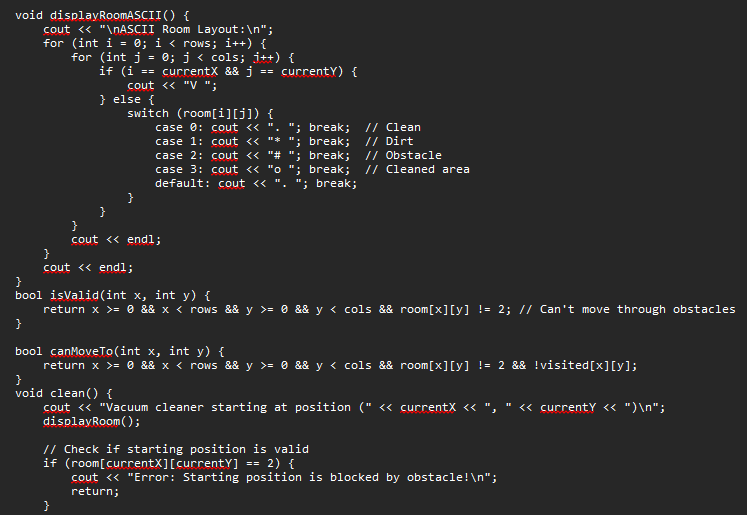 void displayRoomASCII() {
    cout << "\nASCII Room Layout:\n";
    for (int i = 0; i < rows; i++) {
        for (int j = 0; j < cols; j++) {
            if (i == currentX && j == currentY) {
                cout << "V ";
            } else {
                switch (room[i][j]) {
                    case 0: cout << ". "; break;  // Clean
                    case 1: cout << "* "; break;  // Dirt
                    case 2: cout << "# "; break;  // Obstacle
                    case 3: cout << "o "; break;  // Cleaned area
                    default: cout << ". "; break;
                }
            }
        }
        cout << endl;
    }
    cout << endl;
}
bool isValid(int x, int y) {
    return x >= 0 && x < rows && y >= 0 && y < cols && room[x][y] != 2; // Can't move through obstacles
}

bool canMoveTo(int x, int y) {
    return x >= 0 && x < rows && y >= 0 && y < cols && room[x][y] != 2 && !visited[x][y];
}
void clean() {
    cout << "Vacuum cleaner starting at position (" << currentX << ", " << currentY << ")\n";
    displayRoom();

    // Check if starting position is valid
    if (room[currentX][currentY] == 2) {
        cout << "Error: Starting position is blocked by obstacle!\n";
        return;
    }